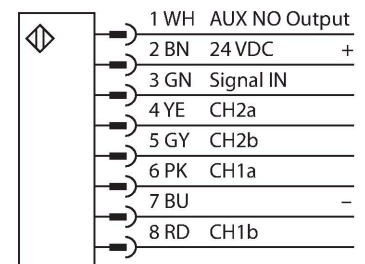 1 WH AUX NO Output
2 BN 24 VDC +
3 GN Signal IN
4 YE CH2a
5 GY CH2b
6 PK CH1a
7 BU –
8 RD CH1b